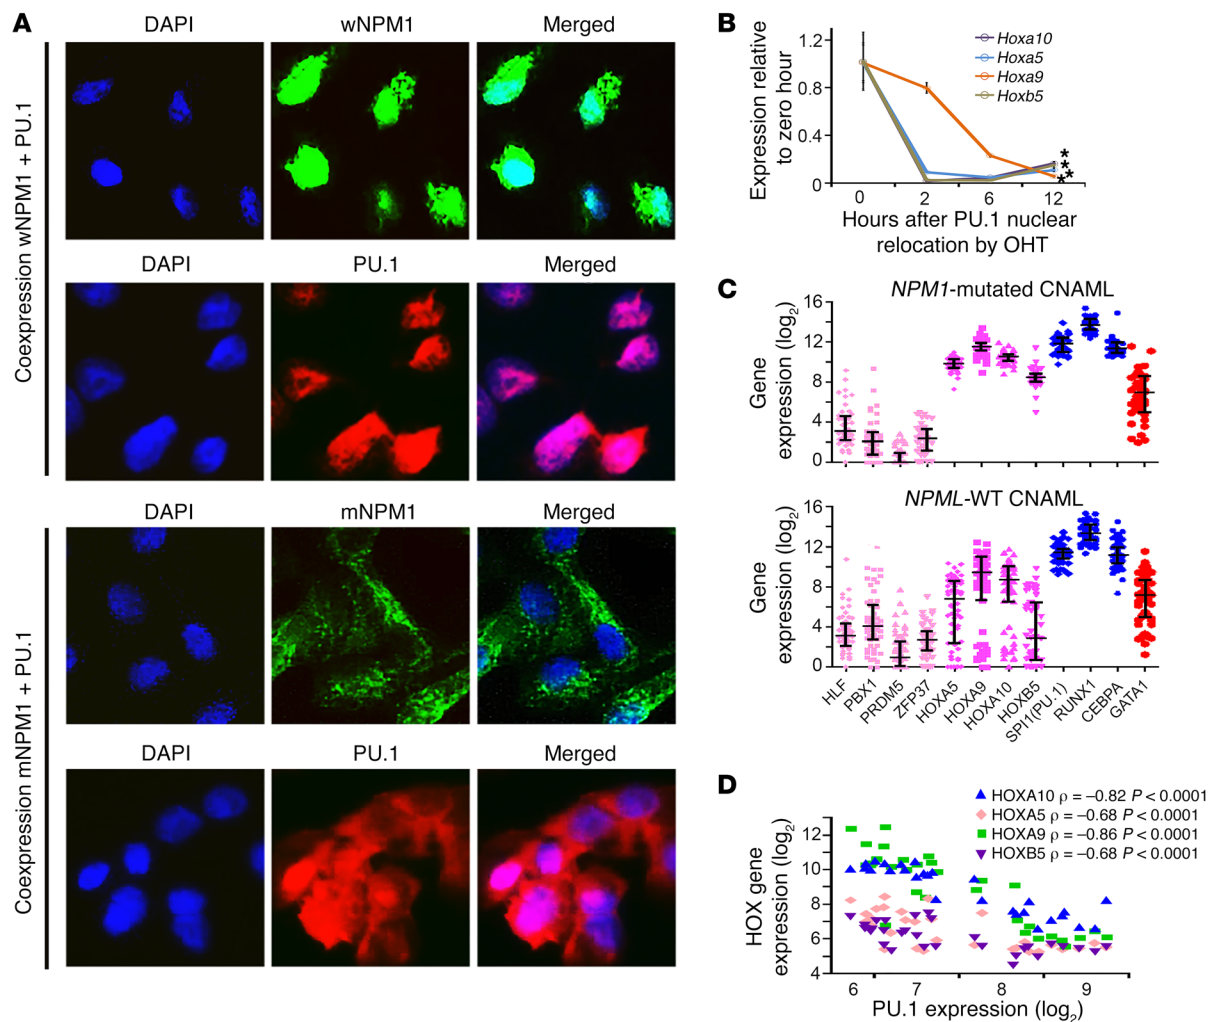 A
DAPI wNPM1 Merged
Coexpression wNPM1 + PU.1
DAPI PU.1 Merged
DAPI mNPM1 Merged
Coexpression mNPM1 + PU.1
DAPI PU.1 Merged
B
Expression relative
to zero hour
1.2
0.8
0.4
0
Hoxa10
Hoxa5
Hoxa9
Hoxb5
* * * *
0 2 6 12
Hours after PU.1 nuclear
relocation by OHT
C
NPM1-mutated CNAML
Gene
expression (log2)
16
12
8
4
0
NPML-WT CNAML
Gene
expression (log2)
16
12
8
4
0
HLF PBX1 PRDM5 ZFP37 HOXA5 HOXA9 HOXA10 HOXB5 SPI1(PU.1) RUNX1 CEBPA GATA1
D
HOXA10 ρ = –0.82 P < 0.0001
HOXA5 ρ = –0.68 P < 0.0001
HOXA9 ρ = –0.86 P < 0.0001
HOXB5 ρ = –0.68 P < 0.0001
HOX gene
expression (log2)
12
10
8
6
4
6 7 8 9
PU.1 expression (log2)